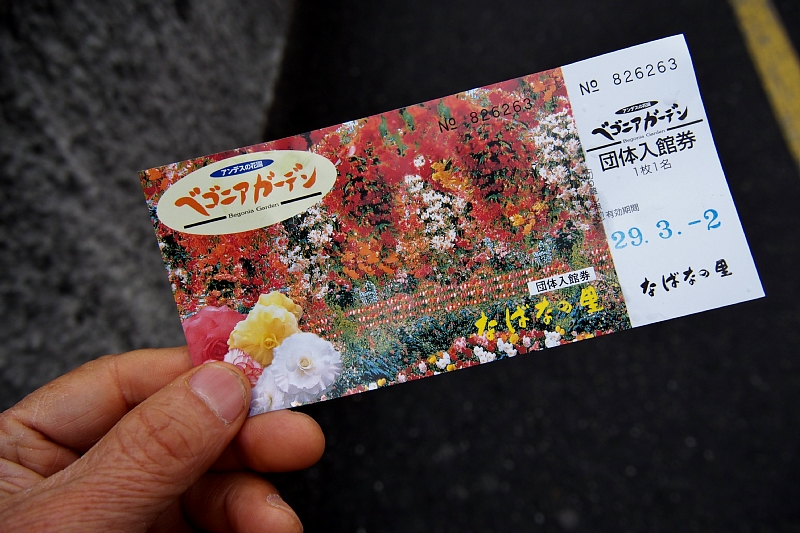 アンデスの花園
ベゴニアガーデン
Begonia Garden
No 826263
団体入館券
なばなの里
No 826263
アンデスの花園
ベゴニアガーデン
Begonia Garden
団体入館券
1枚1名
有効期間
29.3.-2
なばなの里